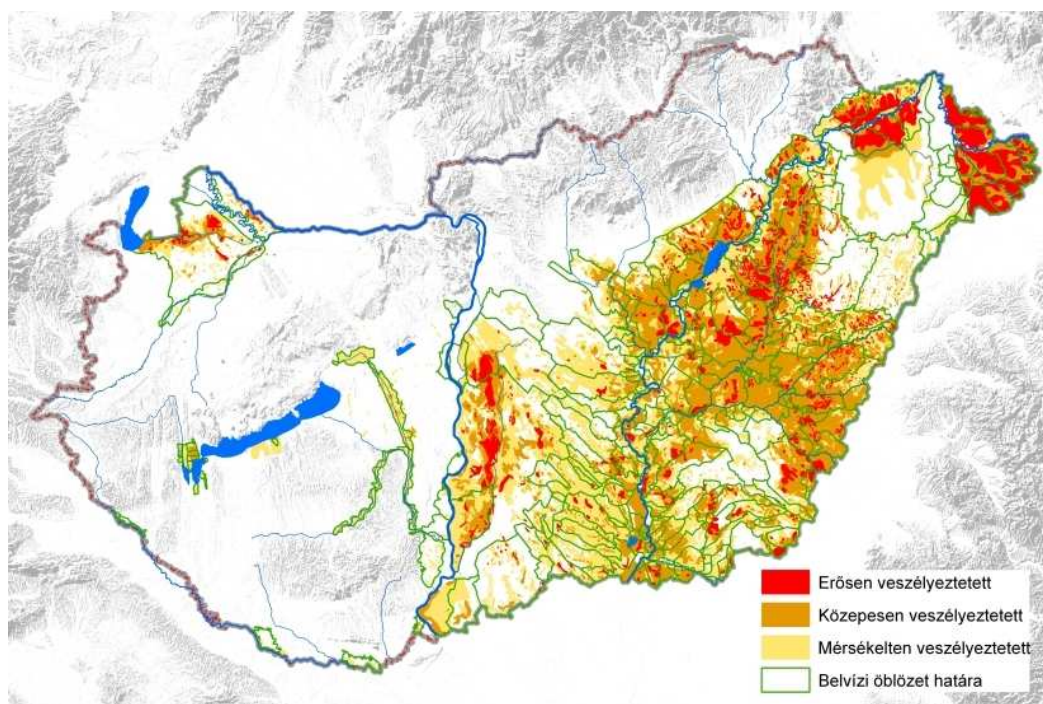 Erősen veszélyeztetett
Közepesen veszélyeztetett
Mérsékelten veszélyeztetett
Belvízi öblözet határa